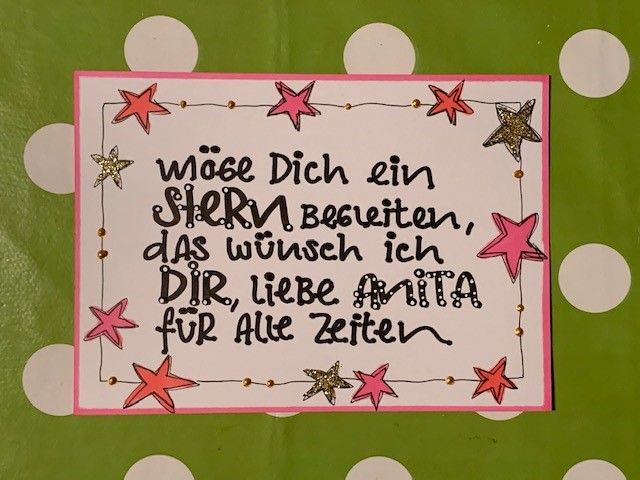 möge Dich ein
Stern Begleiten,
das wünsch ich
DIR, liebe Anita
für Alle Zeiten